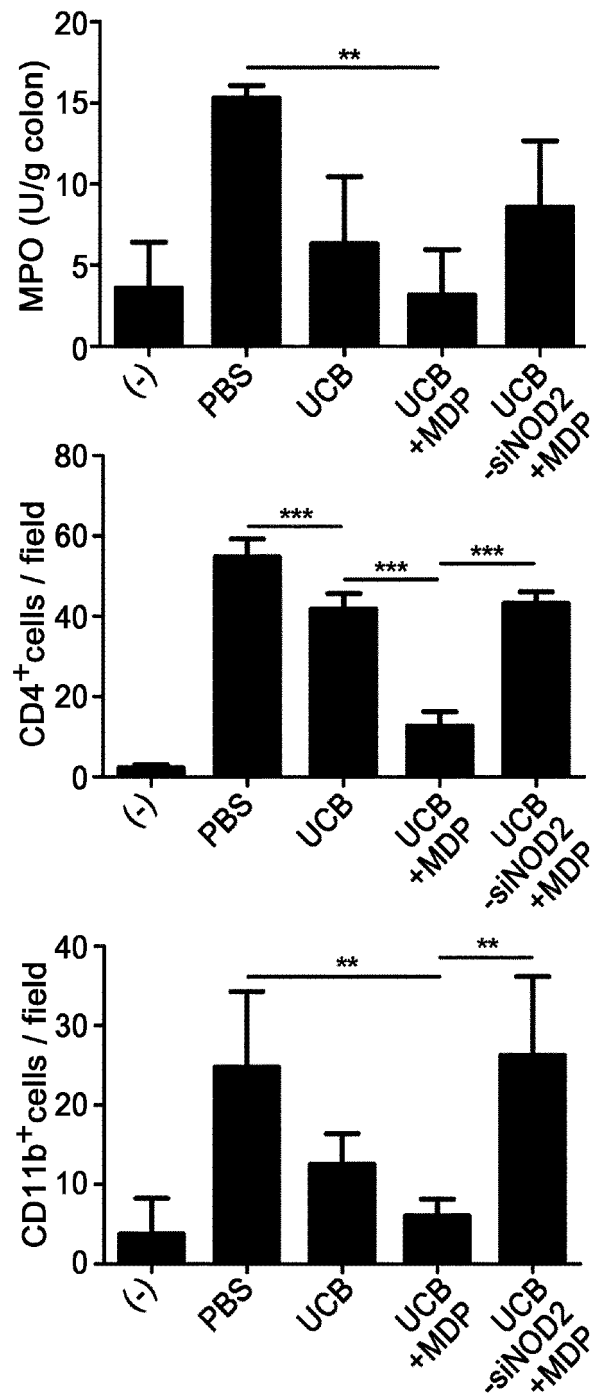 20
**
15
10
5
0
MPO (U/g colon)
(-)
PBS
UCB
UCB
+MDP
UCB
-siNOD2
+MDP
80
***
60
***
***
40
20
0
CD4+cells / field
(-)
PBS
UCB
UCB
+MDP
UCB
-siNOD2
+MDP
40
**
**
30
20
10
0
CD11b+cells / field
(-)
PBS
UCB
UCB
+MDP
UCB
-siNOD2
+MDP